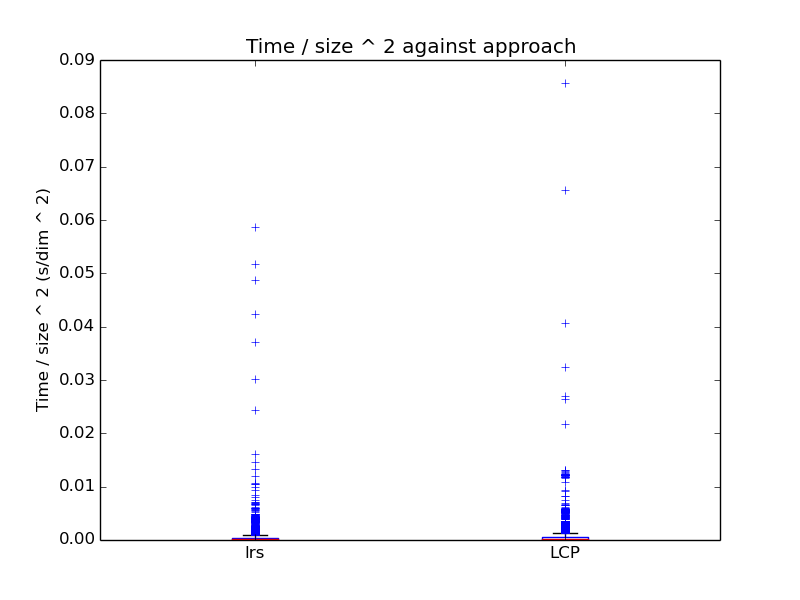 Time / size ^ 2 against approach
Time / size ^ 2 (s/dim ^ 2)
0.09
0.08
0.07
0.06
0.05
0.04
0.03
0.02
0.01
0.00
lrs
LCP